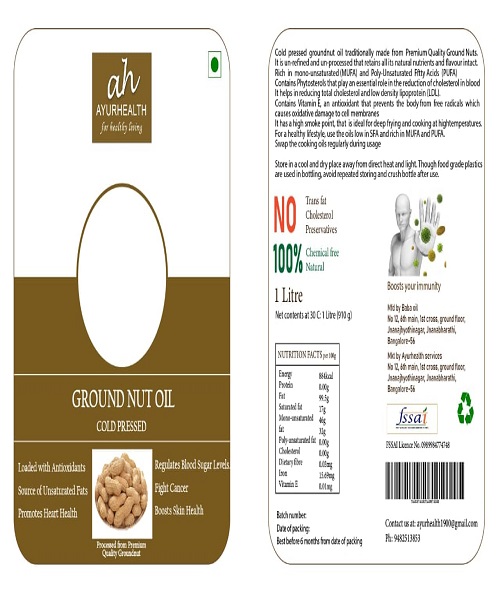 ah
AYURHEALTH
for healthy living
GROUND NUT OIL
COLD PRESSED
Loaded with Antioxidants
Source of Unsaturated Fats
Promotes Heart Health
Regulates Blood Sugar Levels.
Fight Cancer
Boosts Skin Health
Processed from Premium
Quality Groundnut
Cold pressed groundnut oil traditionally made from Premium Quality Ground Nuts.
It is un-refined and un-processed that retains all its natural nutrients and flavour intact.
Rich in mono-unsaturated (MUFA) and Poly-Unsaturated Fftty Acids (PUFA)
Contains Phytosterols that play an essential role in the reduction of cholesterol in blood
It helps in reducing total cholesterol and low density lipoprotein (LDL).
Contains Vitamin E, an antioxidant that prevents the body from free radicals which
causes oxidative damage to cell membranes
It has a high smoke point, that is ideal for deep frying and cooking at hightemperatures.
For a healthy lifestyle, use the oils low in SFA and rich in MUFA and PUFA.
Swap the cooking oils regularly during usage
Store in a cool and dry place away from direct heat and light. Though food grade plastics
are used in bottling, avoid repeated storing and crush bottle after use.
NO
Trans fat
Cholesterol
Preservatives
100%
Chemical free
Natural
Boosts your immunity
1 Litre
Net contents at 30 C: 1 Litre (910 g)
NUTRITION FACTS per 100g
Energy 884kcal
Protein 0.00g
Fat 99.5g
Saturated fat 17g
Mono-unsaturated 46g
fat 32g
Poly-unsaturated fat 0.00g
Cholesterol 0.00g
Dietary fibre 0.03mg
Iron 15.69mg
Vitamin E 0.01mg
Batch number:
Date of packing:
Best before 6 months from date of packing
Mfd by Baba oil
No 12, 6th main, 1st cross, ground floor,
Jnanajhyothinagar, Jnanabharathi,
Bangalore-56
Mkt by Ayurhealth services
No 12, 6th main, 1st cross, ground floor,
Jnanajhyothinagar, Jnanabharathi,
Bangalore-56
fssai
FSSAI Licence No. 0989984774748
Contact us at: ayurhealth1900@gmail.com
Ph: 9482513853